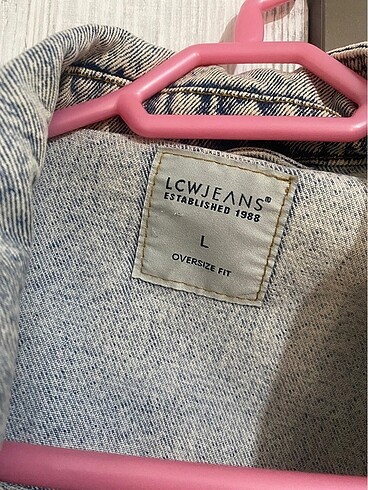 LCWJEANS®
ESTABLISHED 1988
L
OVERSIZE FIT